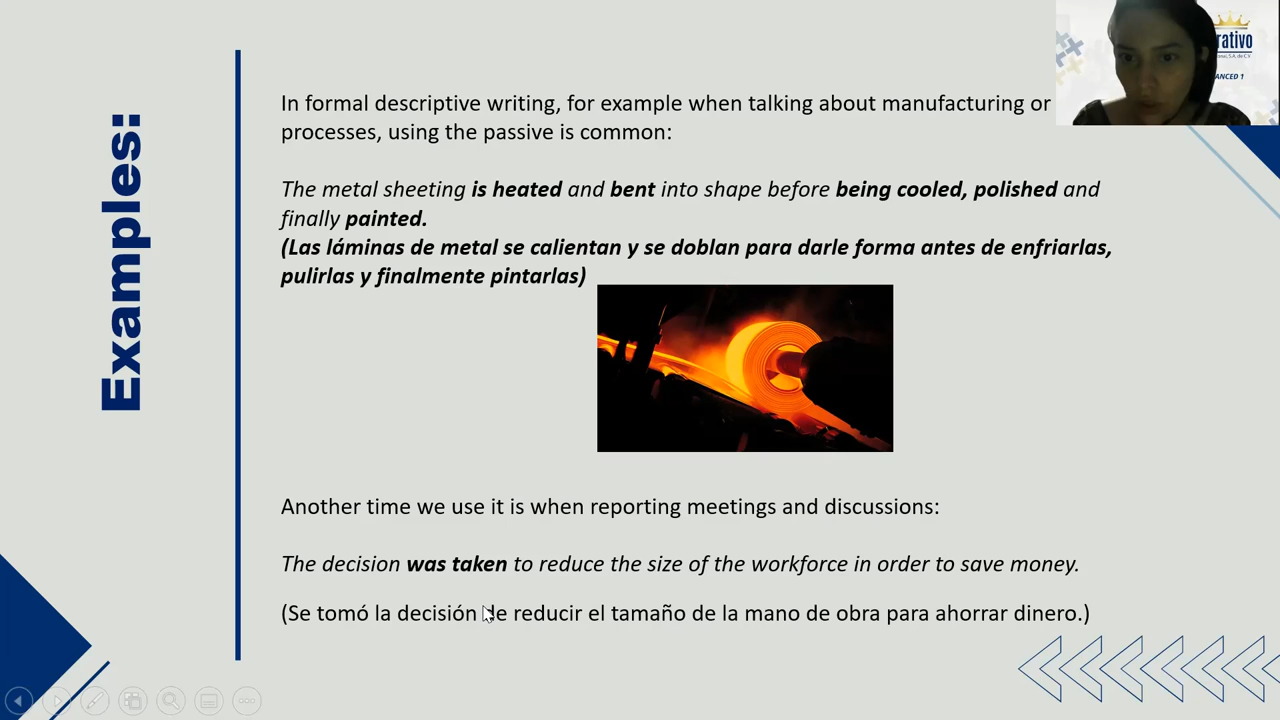 Examples:
In formal descriptive writing, for example when talking about manufacturing or
processes, using the passive is common:
The metal sheeting is heated and bent into shape before being cooled, polished and
finally painted.
(Las láminas de metal se calientan y se doblan para darle forma antes de enfriarlas,
pulirlas y finalmente pintarlas)
Another time we use it is when reporting meetings and discussions:
The decision was taken to reduce the size of the workforce in order to save money.
(Se tomó la decisión de reducir el tamaño de la mano de obra para ahorrar dinero.)
rativo
ANCED 1